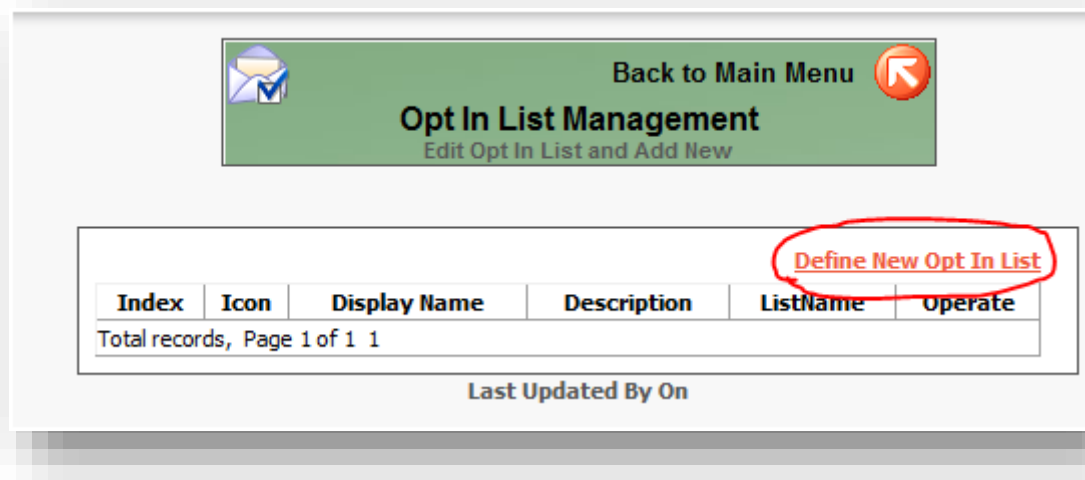 Back to Main Menu
Opt In List Management
Edit Opt In List and Add New
Define New Opt In List
Index Icon Display Name Description ListName Operate
Total records, Page 1 of 1 1
Last Updated By On